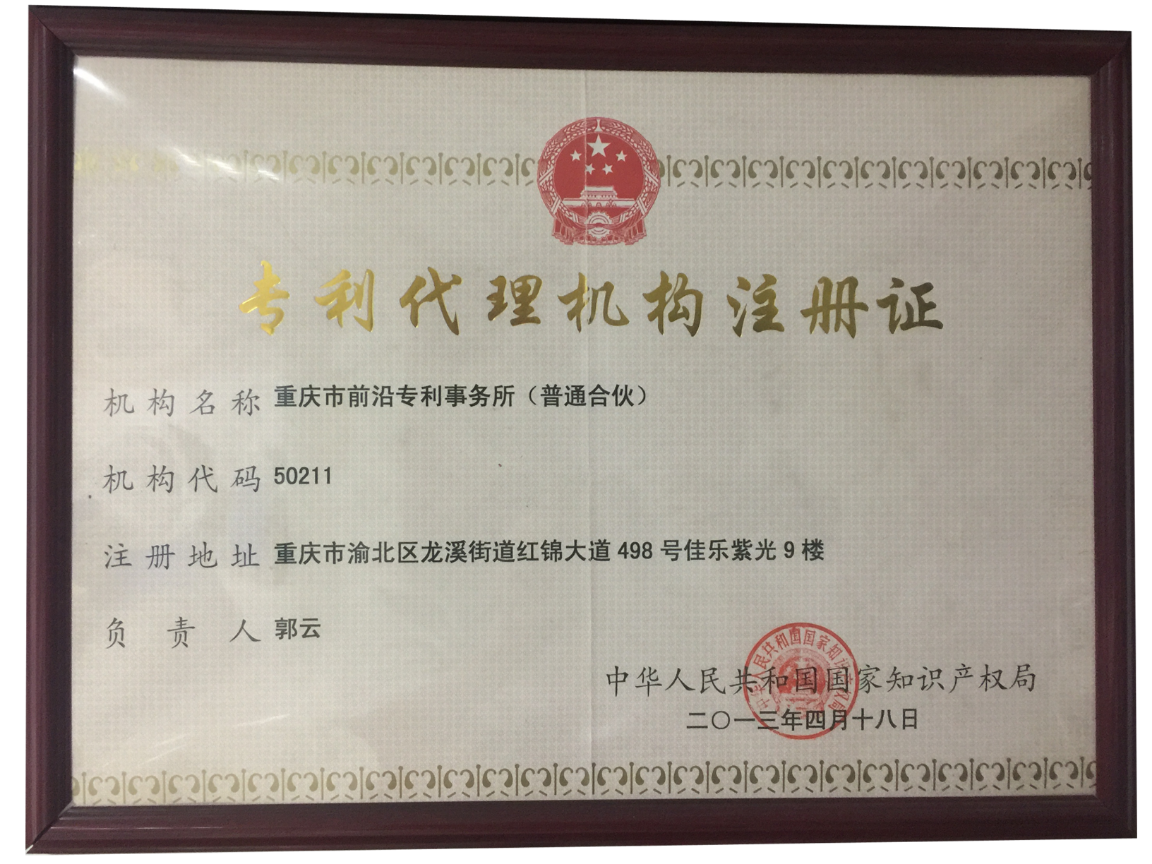 专利代理机构注册证
机构名称 重庆市前沿专利事务所（普通合伙）
机构代码 50211
注册地址 重庆市渝北区龙溪街道红锦大道498号佳乐紫光9楼
负责人 郭云
中华人民共和国国家知识产权局
二〇一三年四月十八日